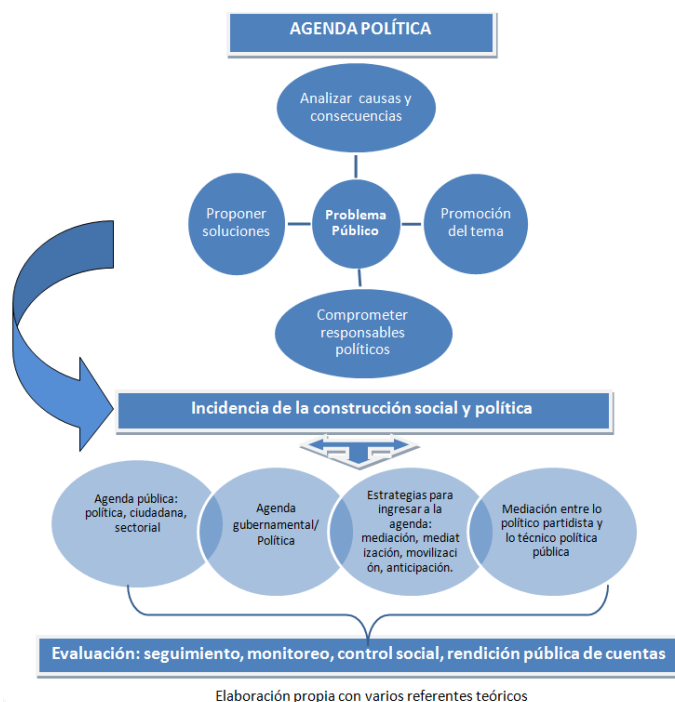 AGENDA POLÍTICA
Analizar causas y
consecuencias
Proponer
soluciones
Problema
Público
Promoción
del tema
Comprometer
responsables
políticos
Incidencia de la construcción social y política
Agenda pública:
política, ciudadana,
sectorial
Agenda
gubernamental/
Política
Estrategias para
ingresar a la
agenda:
mediación, mediat
ización, movilizaci
ón, anticipación.
Mediación entre lo
político partidista y
lo técnico política
pública
Evaluación: seguimiento, monitoreo, control social, rendición pública de cuentas
Elaboración propia con varios referentes teóricos